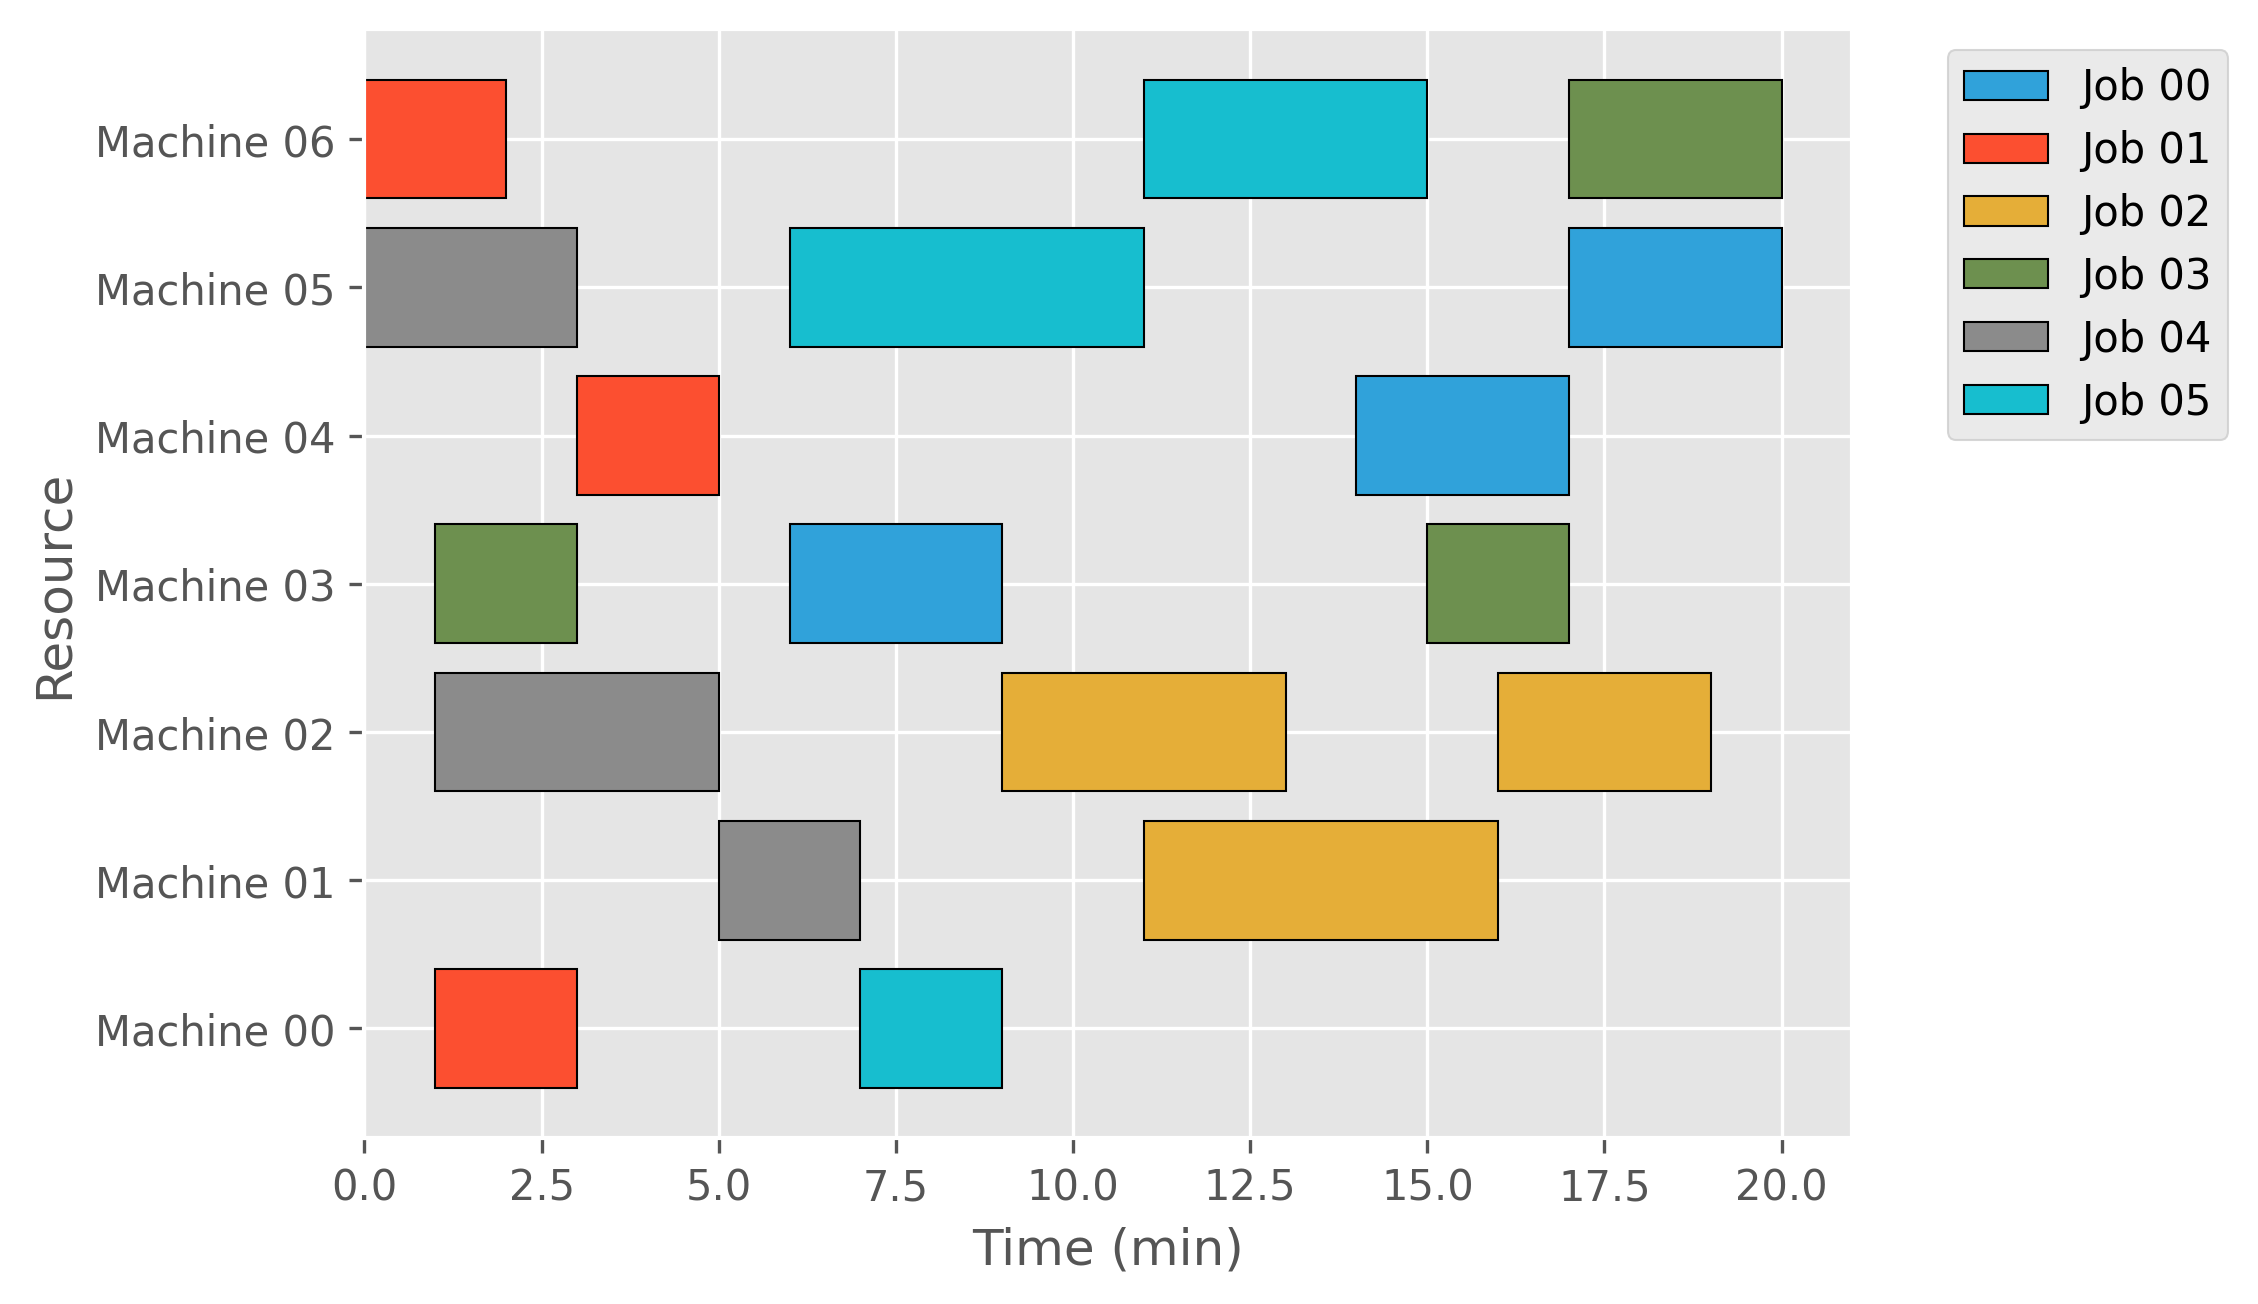 Machine 06
Machine 05
Machine 04
Machine 03
Machine 02
Machine 01
Machine 00
Resource
0.0 2.5 5.0 7.5 10.0 12.5 15.0 17.5 20.0
Time (min)
Job 00
Job 01
Job 02
Job 03
Job 04
Job 05